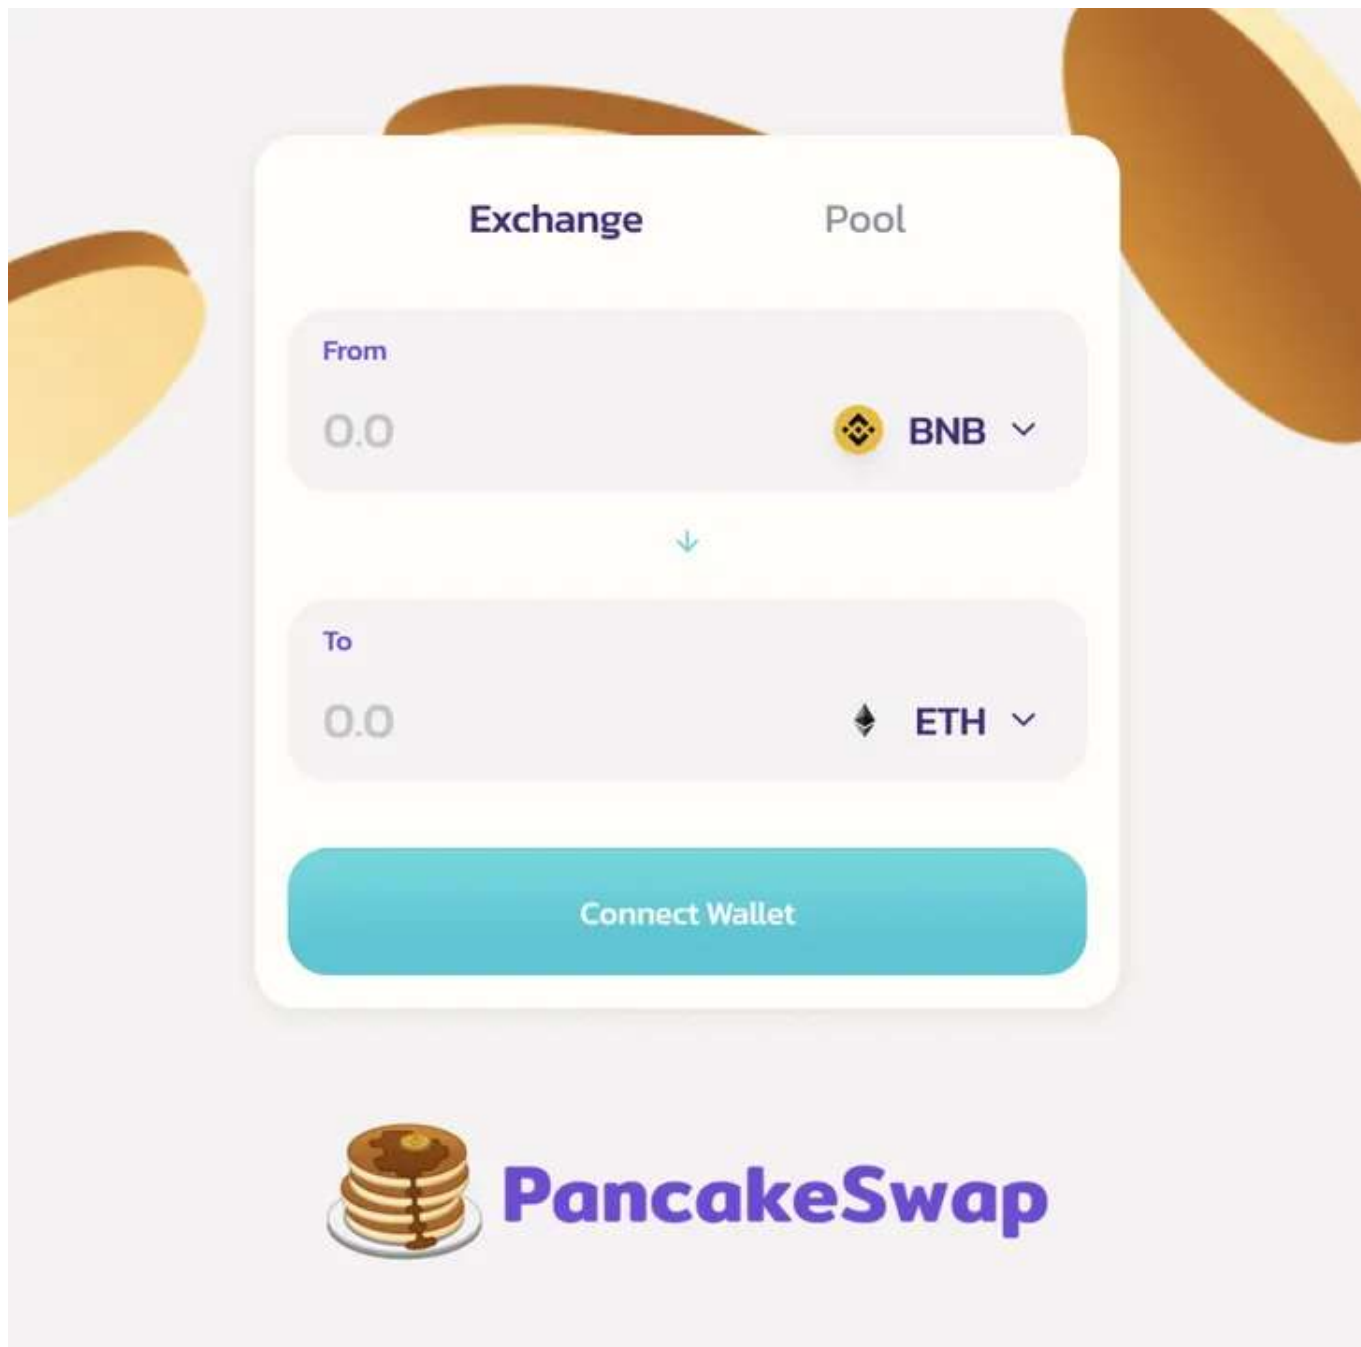 Exchange Pool
From
0.0 BNB
To
0.0 ETH
Connect Wallet
PancakeSwap